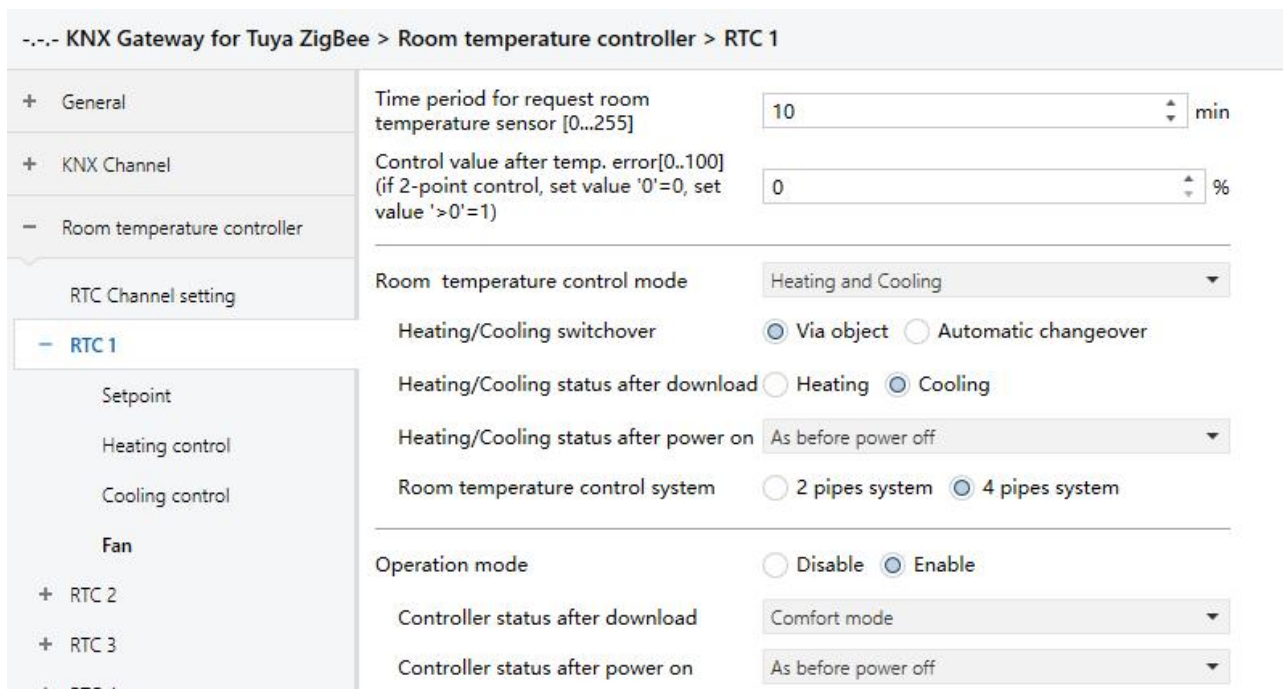 -.-.- KNX Gateway for Tuya ZigBee > Room temperature controller > RTC 1
+ General
+ KNX Channel
− Room temperature controller
RTC Channel setting
− RTC 1
Setpoint
Heating control
Cooling control
Fan
+ RTC 2
+ RTC 3
Time period for request room
temperature sensor [0...255]
10 min
Control value after temp. error[0..100]
(if 2-point control, set value '0'=0, set
value '>0'=1)
0 %
Room temperature control mode Heating and Cooling
Heating/Cooling switchover Via object Automatic changeover
Heating/Cooling status after download Heating Cooling
Heating/Cooling status after power on As before power off
Room temperature control system 2 pipes system 4 pipes system
Operation mode Disable Enable
Controller status after download Comfort mode
Controller status after power on As before power off